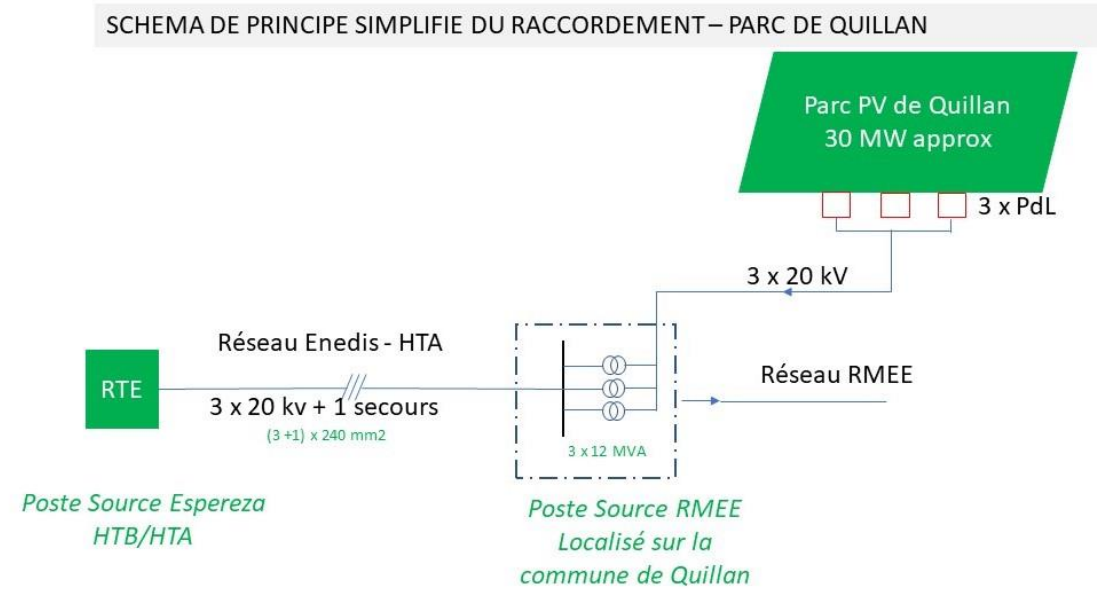 SCHEMA DE PRINCIPE SIMPLIFIE DU RACCORDEMENT – PARC DE QUILLAN
Parc PV de Quillan
30 MW approx
3 x PdL
3 x 20 kV
Réseau Enedis - HTA
RTE
3 x 20 kv + 1 secours
(3 +1) x 240 mm2
Réseau RMEE
3 x 12 MVA
Poste Source Espereza
HTB/HTA
Poste Source RMEE
Localisé sur la
commune de Quillan